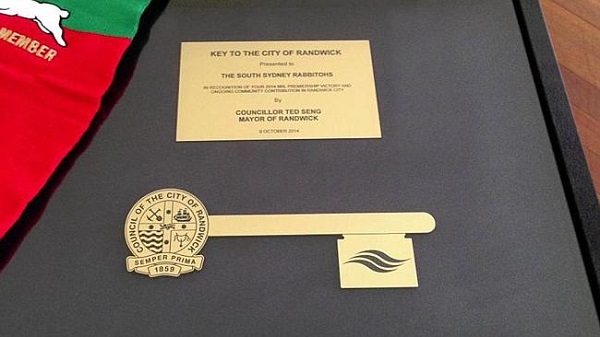 MEMBER
KEY TO THE CITY OF RANDWICK
Presented to
THE SOUTH SYDNEY RABBITOHS
IN RECOGNITION OF YOUR 2014 NRL PREMIERSHIP VICTORY AND
ONGOING COMMUNITY CONTRIBUTION IN RANDWICK CITY
By
COUNCILLOR TED SENG
MAYOR OF RANDWICK
9 OCTOBER 2014
COUNCIL OF THE CITY OF RANDWICK
SEMPER PRIMA
1859